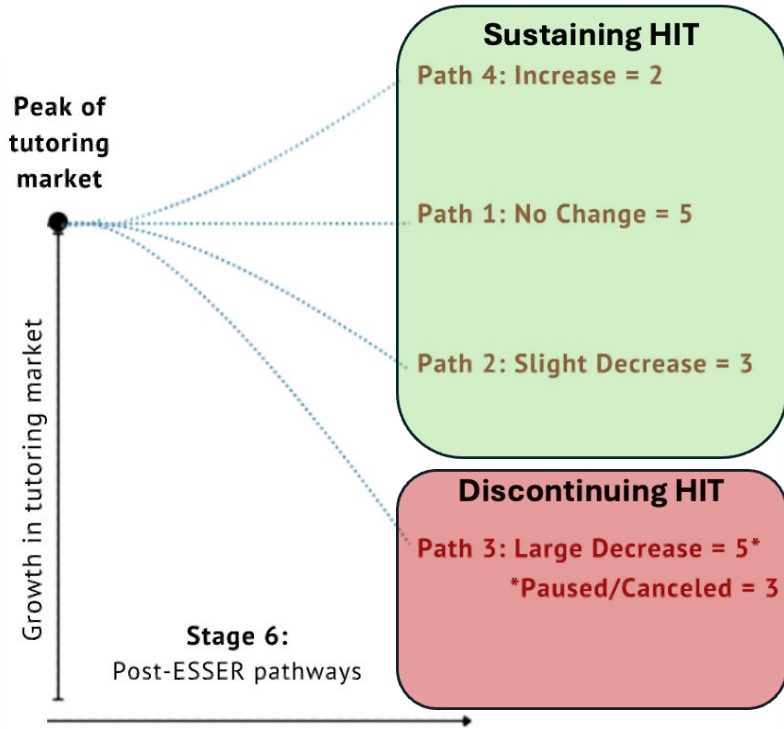 Sustaining HIT
Path 4: Increase = 2
Peak of
tutoring
market
Path 1: No Change = 5
Path 2: Slight Decrease = 3
Growth in tutoring market
Discontinuing HIT
Path 3: Large Decrease = 5*
*Paused/Canceled = 3
Stage 6:
Post-ESSER pathways